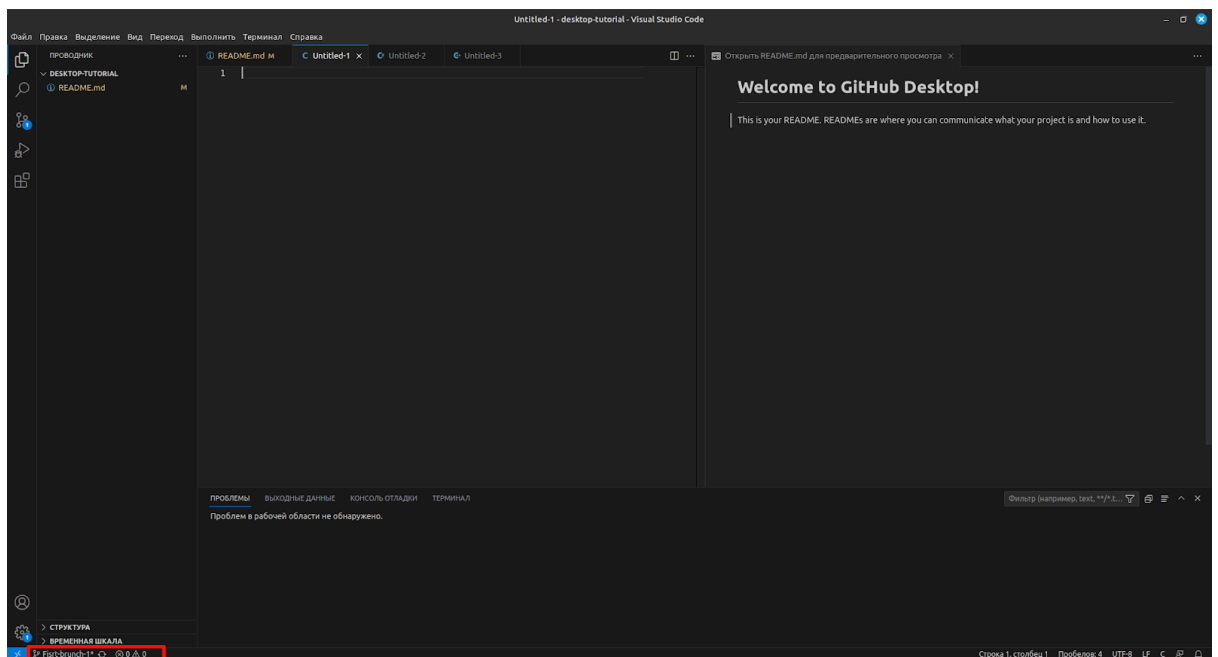 Untitled-1 - desktop-tutorial - Visual Studio Code
Файл Правка Выделение Вид Переход Выполнить Терминал Справка
ПРОВОДНИК
DESKTOP-TUTORIAL
README.md M
README.md M Untitled-1 Untitled-2 Untitled-3
1
Открыть README.md для предварительного просмотра
Welcome to GitHub Desktop!
This is your README. READMEs are where you can communicate what your project is and how to use it.
ПРОБЛЕМЫ ВЫХОДНЫЕ ДАННЫЕ КОНСОЛЬ ОТЛАДКИ ТЕРМИНАЛ
Фильтр (например, text, **/*.t...
Проблем в рабочей области не обнаружено.
СТРУКТУРА
ВРЕМЕННАЯ ШКАЛА
Fisrt-brunch-1* 0 0
Строка 1, столбец 1 Пробелов: 4 UTF-8 LF C